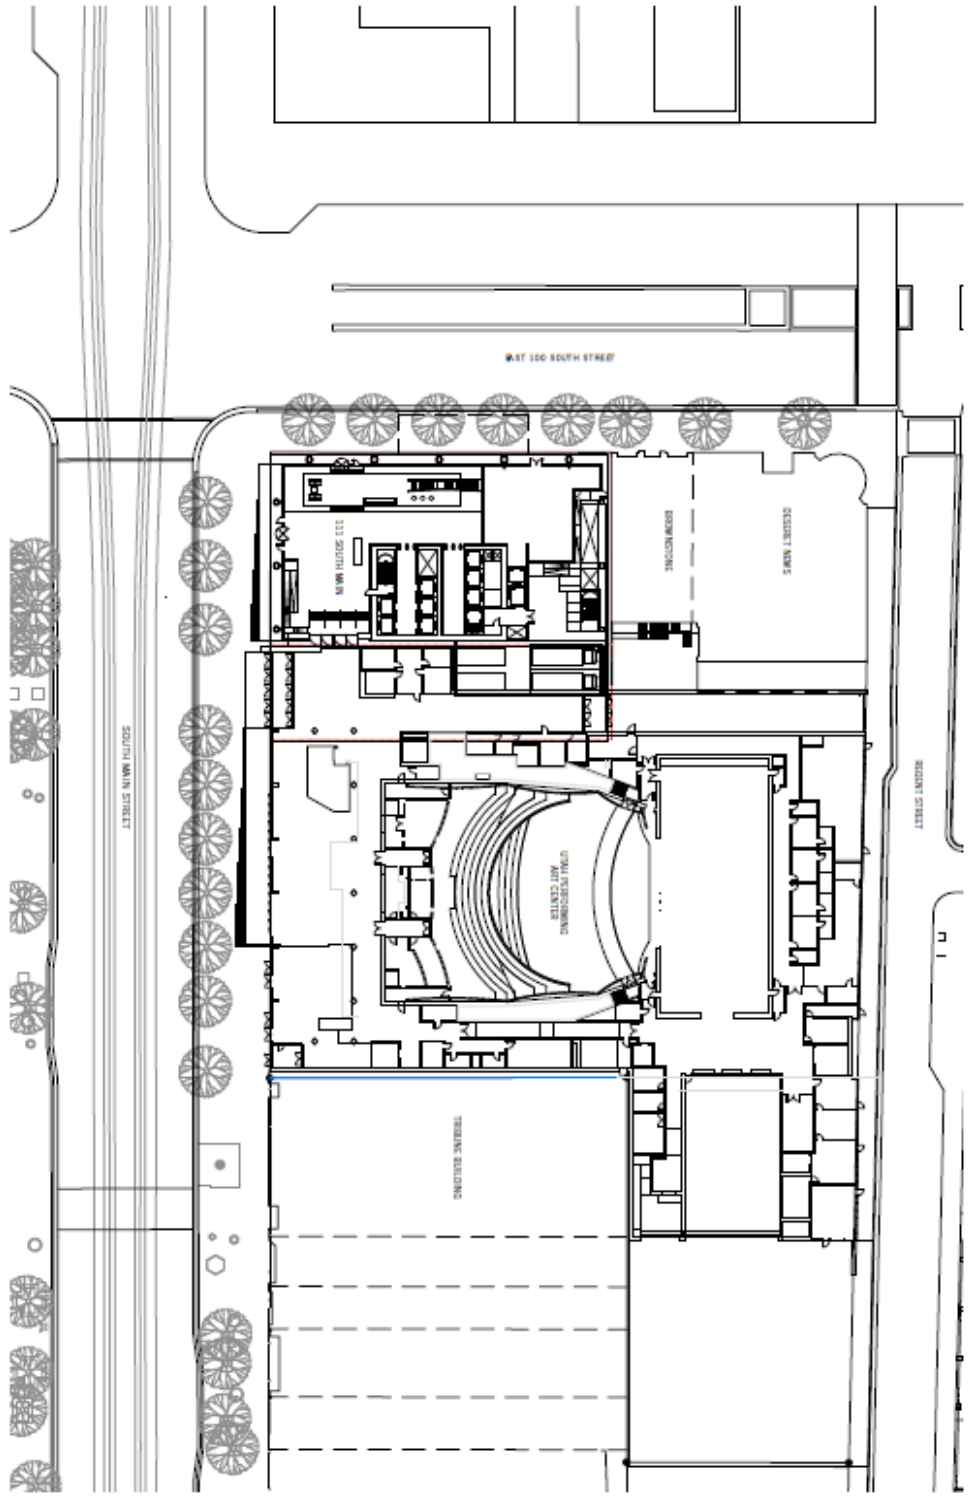 EAST 100 SOUTH STREET
111 SOUTH MAIN
BROWNSTONE
DESERET NEWS
SOUTH MAIN STREET
REGENT STREET
UTAH PERFORMING
ART CENTER
TRIBUNE BUILDING